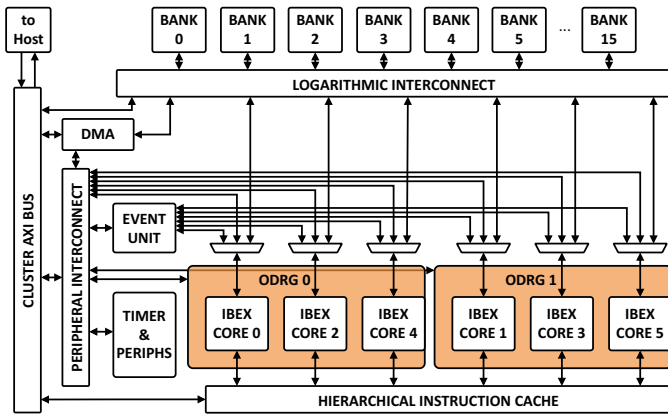 to
Host
BANK
0
BANK
1
BANK
2
BANK
3
BANK
4
BANK
5
...
BANK
15
LOGARITHMIC INTERCONNECT
DMA
CLUSTER AXI BUS
PERIPHERAL INTERCONNECT
EVENT
UNIT
ODRG 0
ODRG 1
TIMER
&
PERIPHS
IBEX
CORE 0
IBEX
CORE 2
IBEX
CORE 4
IBEX
CORE 1
IBEX
CORE 3
IBEX
CORE 5
HIERARCHICAL INSTRUCTION CACHE